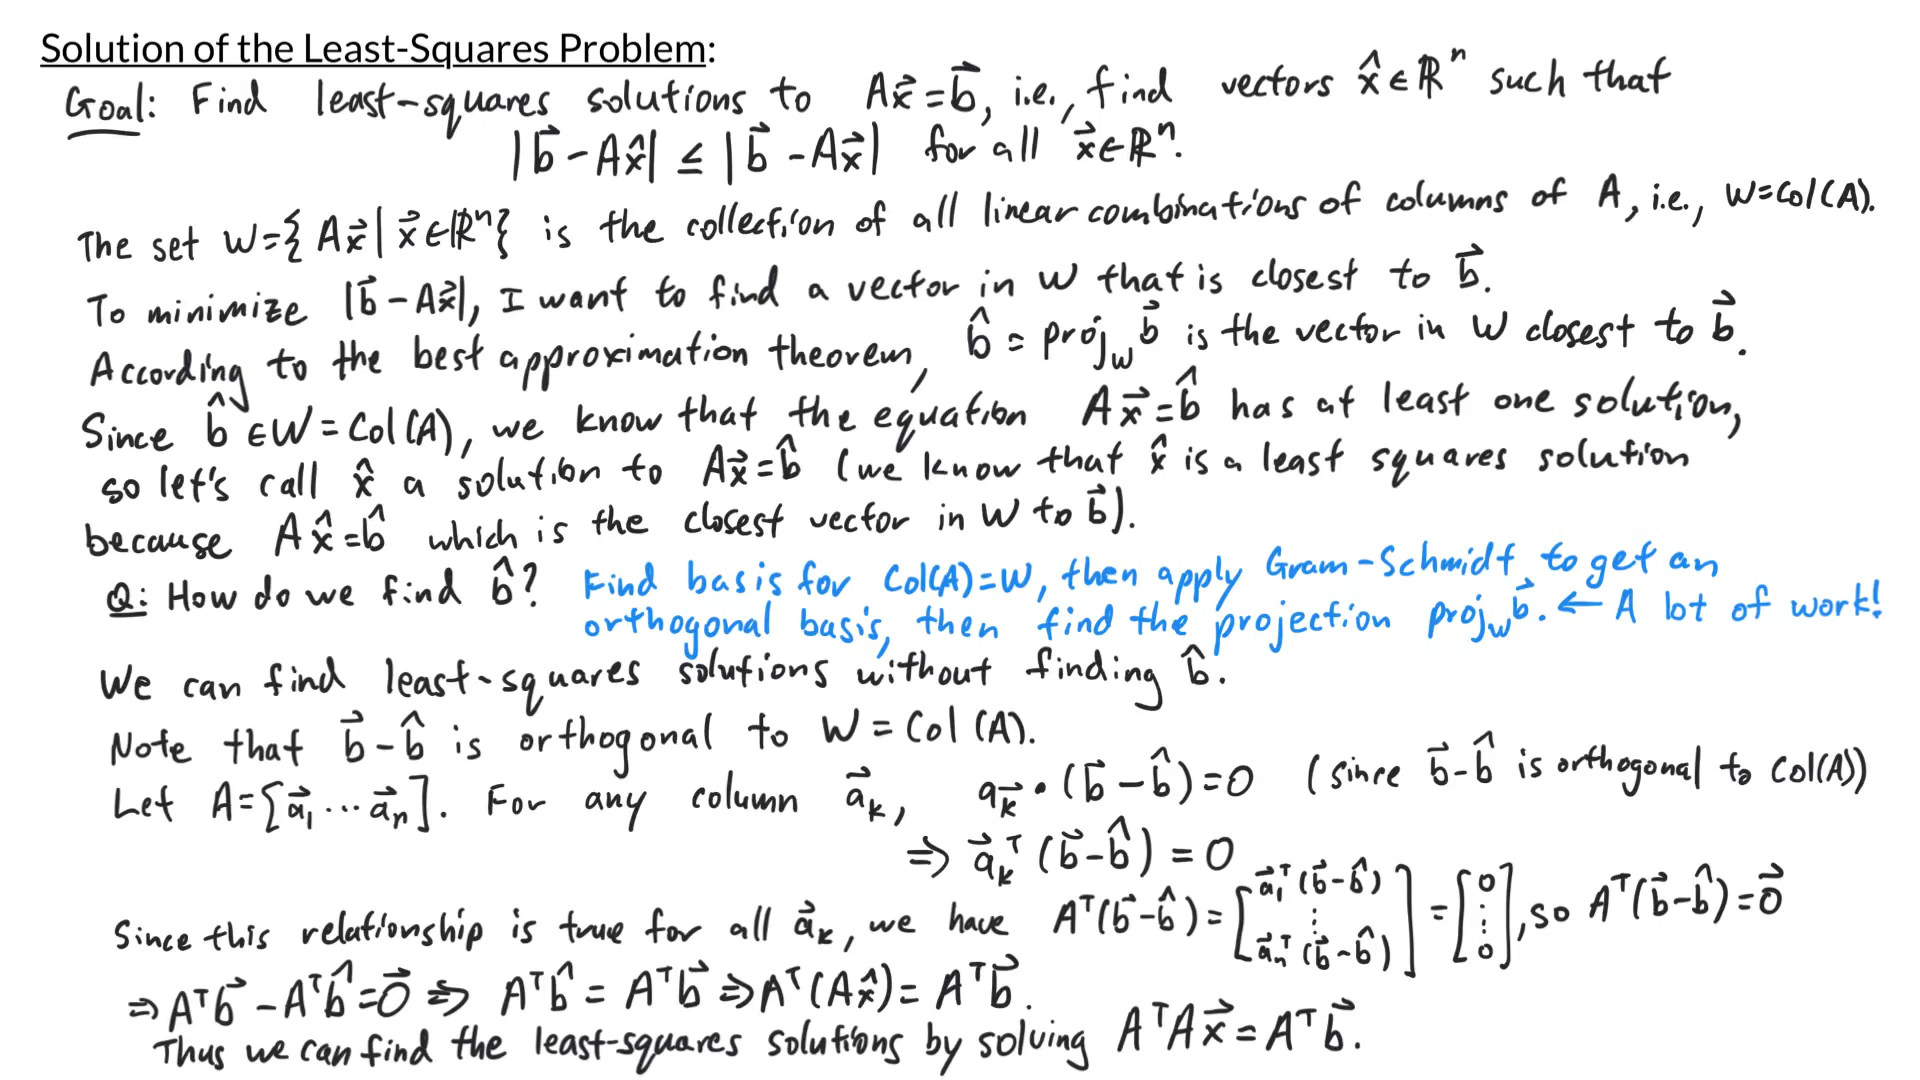 Solution of the Least-Squares Problem:
Goal: Find least-squares solutions to Ax⃗ = b⃗, i.e., find vectors x̂ ∈ ℝⁿ such that
|b⃗ - Ax̂| ≤ |b⃗ - Ax⃗| for all x⃗ ∈ ℝⁿ.
The set W = { Ax⃗ | x⃗ ∈ ℝⁿ } is the collection of all linear combinations of columns of A, i.e., W = Col(A).
To minimize |b⃗ - Ax⃗|, I want to find a vector in W that is closest to b⃗.
According to the best approximation theorem, b̂ = proj_W b⃗ is the vector in W closest to b⃗.
Since b̂ ∈ W = Col(A), we know that the equation Ax⃗ = b̂ has at least one solution,
so let's call x̂ a solution to Ax⃗ = b̂ (we know that x̂ is a least squares solution
because Ax̂ = b̂ which is the closest vector in W to b⃗).
Q: How do we find b̂? Find basis for Col(A) = W, then apply Gram-Schmidt to get an
orthogonal basis, then find the projection proj_W b⃗. ← A lot of work!
We can find least-squares solutions without finding b̂.
Note that b⃗ - b̂ is orthogonal to W = Col(A).
Let A = [a⃗₁ ... a⃗ₙ]. For any column a⃗ₖ, a⃗ₖ • (b⃗ - b̂) = 0 (since b⃗ - b̂ is orthogonal to Col(A))
⇒ a⃗ₖᵀ (b⃗ - b̂) = 0
Since this relationship is true for all a⃗ₖ, we have Aᵀ(b⃗ - b̂) = [a⃗₁ᵀ(b⃗ - b̂) ⋮ a⃗ₙᵀ(b⃗ - b̂)] = [0 ⋮ 0], so Aᵀ(b⃗ - b̂) = 0⃗
⇒ Aᵀb⃗ - Aᵀb̂ = 0⃗ ⇒ Aᵀb̂ = Aᵀb⃗ ⇒ Aᵀ(Ax̂) = Aᵀb⃗.
Thus we can find the least-squares solutions by solving AᵀAx⃗ = Aᵀb⃗.